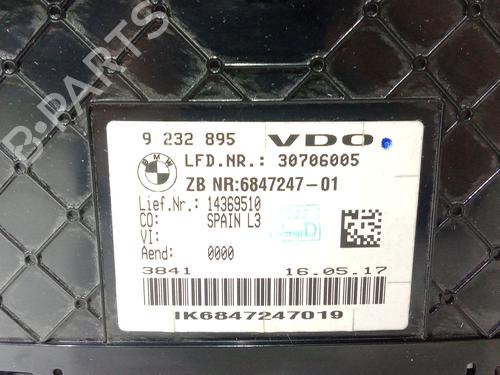 B-PARTS
9 232 895 VDO
BMW
LFD.NR.: 30706005
ZB NR:6847247-01
Lief.Nr.: 14369510
CO: SPAIN L3
VI:
Aend: 0000
3841 16.05.17
IK6847247019